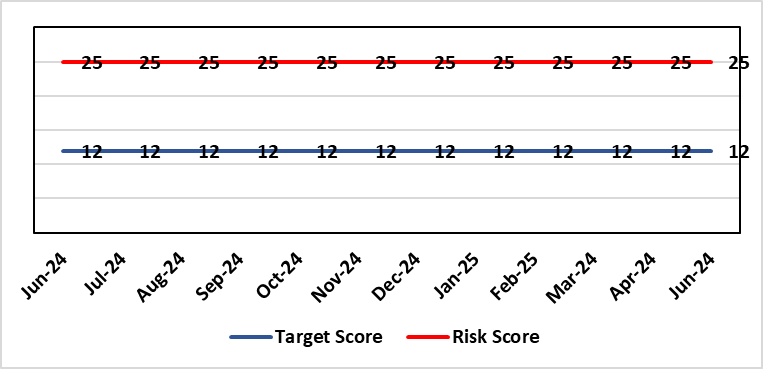 25 25 25 25 25 25 25 25 25 25 25 25
12 12 12 12 12 12 12 12 12 12 12 12
Jun-24 Jul-24 Aug-24 Sep-24 Oct-24 Nov-24 Dec-24 Jan-25 Feb-25 Mar-24 Apr-24 Jun-24
Target Score Risk Score